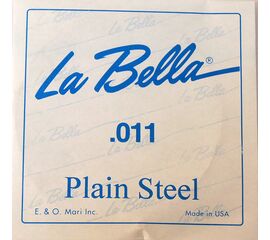 La Bella®
.011
Plain Steel
E. & O. Mari Inc. Made in USA